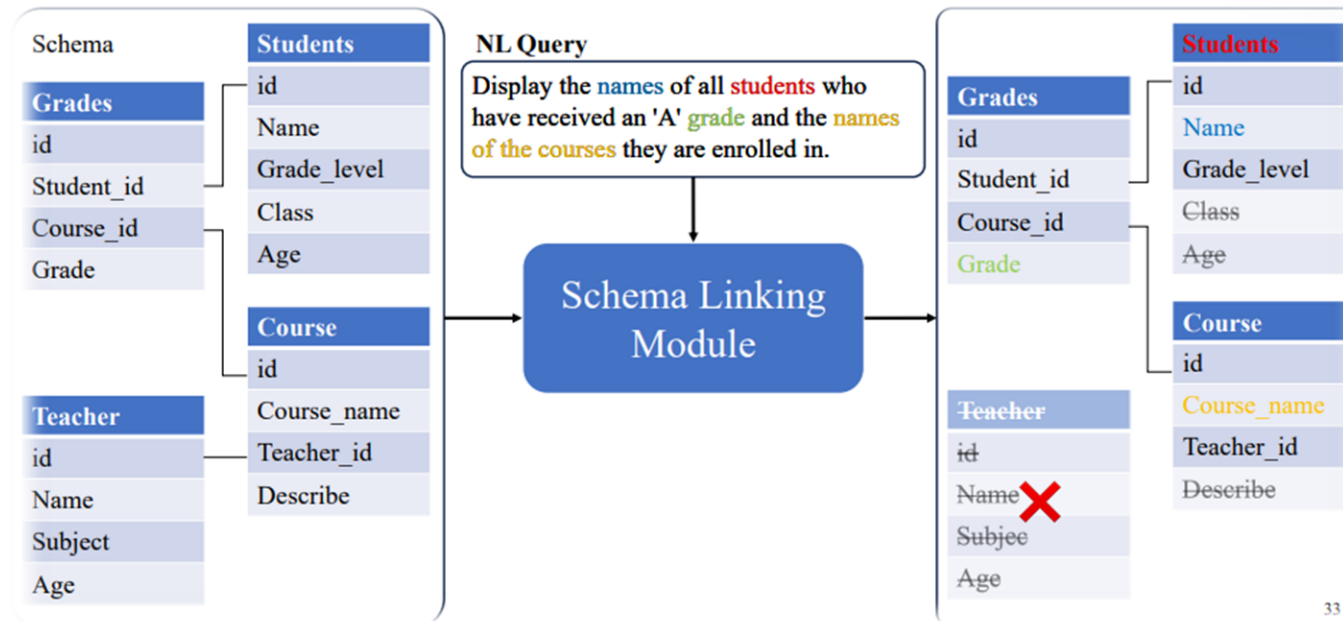 Schema
Grades
id
Student_id
Course_id
Grade
Teacher
id
Name
Subject
Age
Students
id
Name
Grade_level
Class
Age
Course
id
Course_name
Teacher_id
Describe
NL Query
Display the names of all students who
have received an 'A' grade and the names
of the courses they are enrolled in.
Schema Linking
Module
Grades
id
Student_id
Course_id
Grade
Teacher
id
Name
Subjec
Age
Students
id
Name
Grade_level
Class
Age
Course
id
Course_name
Teacher_id
Describe
33